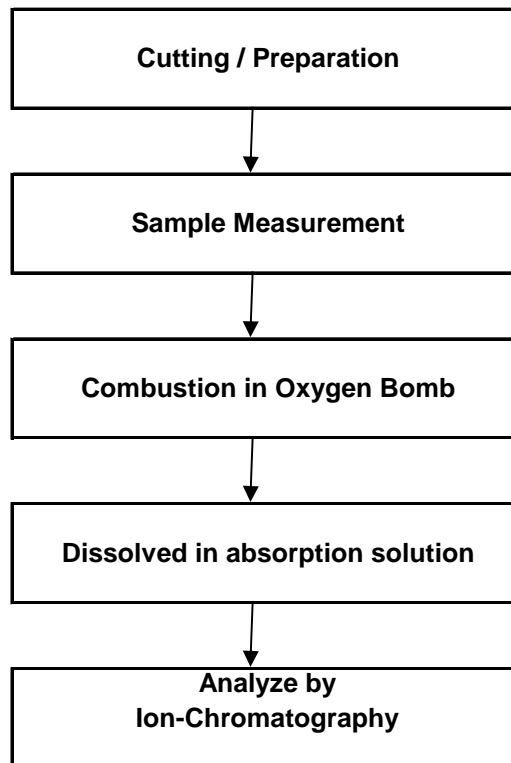 Cutting / Preparation
Sample Measurement
Combustion in Oxygen Bomb
Dissolved in absorption solution
Analyze by
Ion-Chromatography